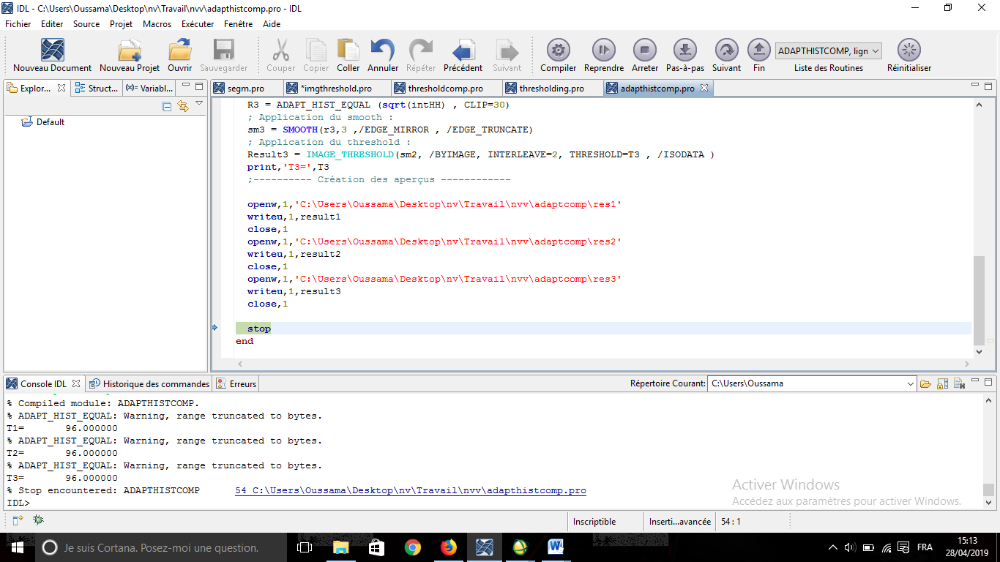 IDL - C:\Users\Oussama\Desktop\nv\Travail\nvv\adapthistcomp.pro - IDL
Fichier Editer Source Projet Macros Exécuter Fenêtre Aide
Nouveau Document Nouveau Projet Ouvrir Sauvegarder Couper Copier Coller Annuler Répéter Précédent Suivant Compiler Reprendre Arreter Pas-à-pas Suivant Fin Liste des Routines Réinitialiser
ADAPTHISTCOMP, lign
Explor... Struct... Variabl... segm.pro *imgthreshold.pro thresholdcomp.pro thresholding.pro adapthistcomp.pro
Default
R3 = ADAPT_HIST_EQUAL (sqrt(intHH) , CLIP=30)
; Application du smooth :
sm3 = SMOOTH(r3,3 ,/EDGE_MIRROR , /EDGE_TRUNCATE)
; Application du threshold :
Result3 = IMAGE_THRESHOLD(sm2, /BYIMAGE, INTERLEAVE=2, THRESHOLD=T3 , /ISODATA )
print,'T3=',T3
;---------- Création des aperçus ------------
openw,1,'C:\Users\Oussama\Desktop\nv\Travail\nvv\adaptcomp\res1'
writeu,1,result1
close,1
openw,1,'C:\Users\Oussama\Desktop\nv\Travail\nvv\adaptcomp\res2'
writeu,1,result2
close,1
openw,1,'C:\Users\Oussama\Desktop\nv\Travail\nvv\adaptcomp\res3'
writeu,1,result3
close,1
stop
end
Console IDL Historique des commandes Erreurs Répertoire Courant: C:\Users\Oussama
% Compiled module: ADAPTHISTCOMP.
% ADAPT_HIST_EQUAL: Warning, range truncated to bytes.
T1= 96.000000
% ADAPT_HIST_EQUAL: Warning, range truncated to bytes.
T2= 96.000000
% ADAPT_HIST_EQUAL: Warning, range truncated to bytes.
T3= 96.000000
% Stop encountered: ADAPTHISTCOMP 54 C:\Users\Oussama\Desktop\nv\Travail\nvv\adapthistcomp.pro
IDL>
Activer Windows
Accédez aux paramètres pour activer Windows.
Inscriptible Inserti...avancée 54 : 1
Je suis Cortana. Posez-moi une question.
FRA
15:13
28/04/2019